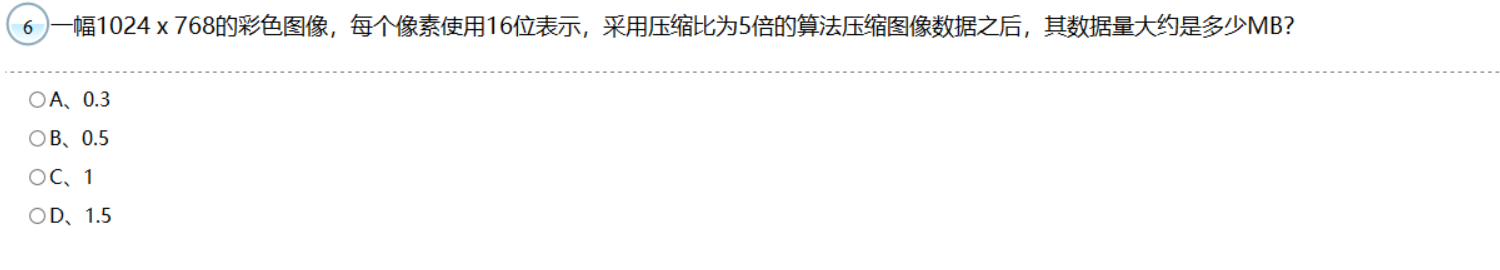 6 一幅1024 x 768的彩色图像，每个像素使用16位表示，采用压缩比为5倍的算法压缩图像数据之后，其数据量大约是多少MB?
A、0.3
B、0.5
C、1
D、1.5